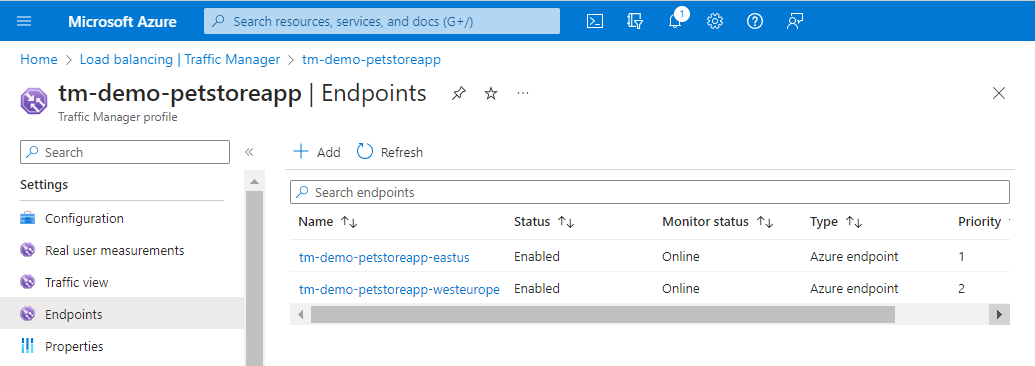 Microsoft Azure
Search resources, services, and docs (G+/)
1
Home > Load balancing | Traffic Manager > tm-demo-petstoreapp
tm-demo-petstoreapp | Endpoints
Traffic Manager profile
Search
Add Refresh
Settings
Search endpoints
Configuration
Name Status Monitor status Type Priority
Real user measurements
tm-demo-petstoreapp-eastus Enabled Online Azure endpoint 1
Traffic view
tm-demo-petstoreapp-westeurope Enabled Online Azure endpoint 2
Endpoints
Properties